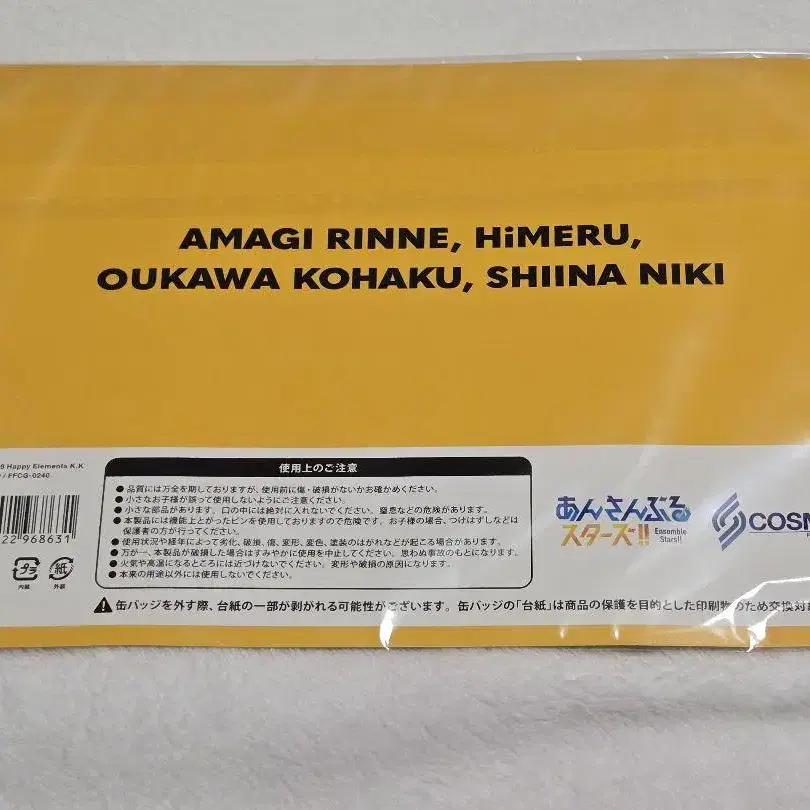 AMAGI RINNE, HiMERU,
OUKAWA KOHAKU, SHIINA NIKI
Happy Elements K.K
/ FFCG-0240
22 968631
プラ
内袋
紙
外装
使用上のご注意
● 品質には万全を期しておりますが、使用前に傷・破損がないかお確かめください。
● 小さなお子様が誤って使用しないようにご注意ください。
● 小さな部品があります。口の中には絶対に入れないでください。窒息などの危険があります。
● 本製品には機能上とがったピンを使用しておりますので危険です。お子様の場合、つけはずしなどは
保護者の方が行ってください。
● 使用状況や経年によって劣化、破損、傷、変形、変色、塗装のはがれなどが起こる場合があります。
● 万が一、本製品が破損した場合はすみやかに使用を中止してください。思わぬ事故のもとになります。
● 火気や高温になるところには近づけないでください。変形や破損の原因になります。
● 本来の用途以外には使用しないでください。
あんさんぶる
スターズ!!
Ensemble
Stars!!
COSM
缶バッジを外す際、台紙の一部が剥がれる可能性がございます。缶バッジの「台紙」は商品の保護を目的とした印刷物のため交換対